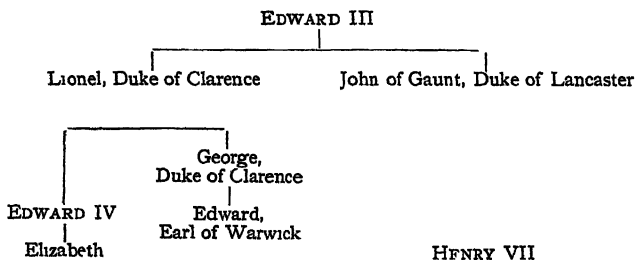 EDWARD III
Lionel, Duke of Clarence John of Gaunt, Duke of Lancaster
George,
Duke of Clarence
EDWARD IV Edward,
Earl of Warwick
Elizabeth HENRY VII